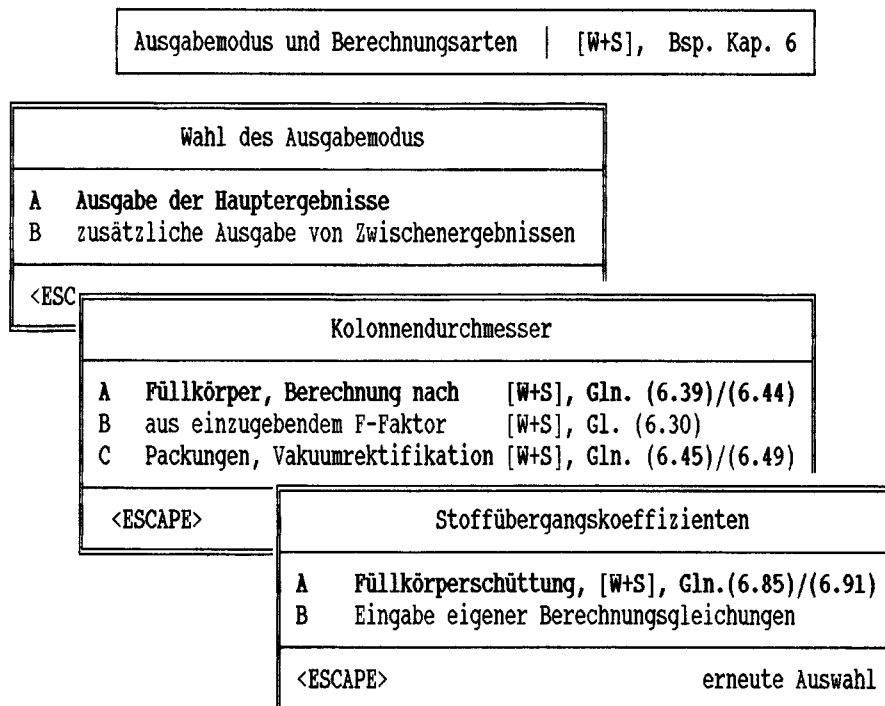 Ausgabemodus und Berechnungsarten | [W+S], Bsp. Kap. 6
Wahl des Ausgabemodus
A Ausgabe der Hauptergebnisse
B zusätzliche Ausgabe von Zwischenergebnissen
<ESC
Kolonnendurchmesser
A Füllkörper, Berechnung nach [W+S], Gln. (6.39)/(6.44)
B aus einzugebendem F-Faktor [W+S], Gl. (6.30)
C Packungen, Vakuumrektifikation [W+S], Gln. (6.45)/(6.49)
<ESCAPE>
Stoffübergangskoeffizienten
A Füllkörperschüttung, [W+S], Gln.(6.85)/(6.91)
B Eingabe eigener Berechnungsgleichungen
<ESCAPE> erneute Auswahl